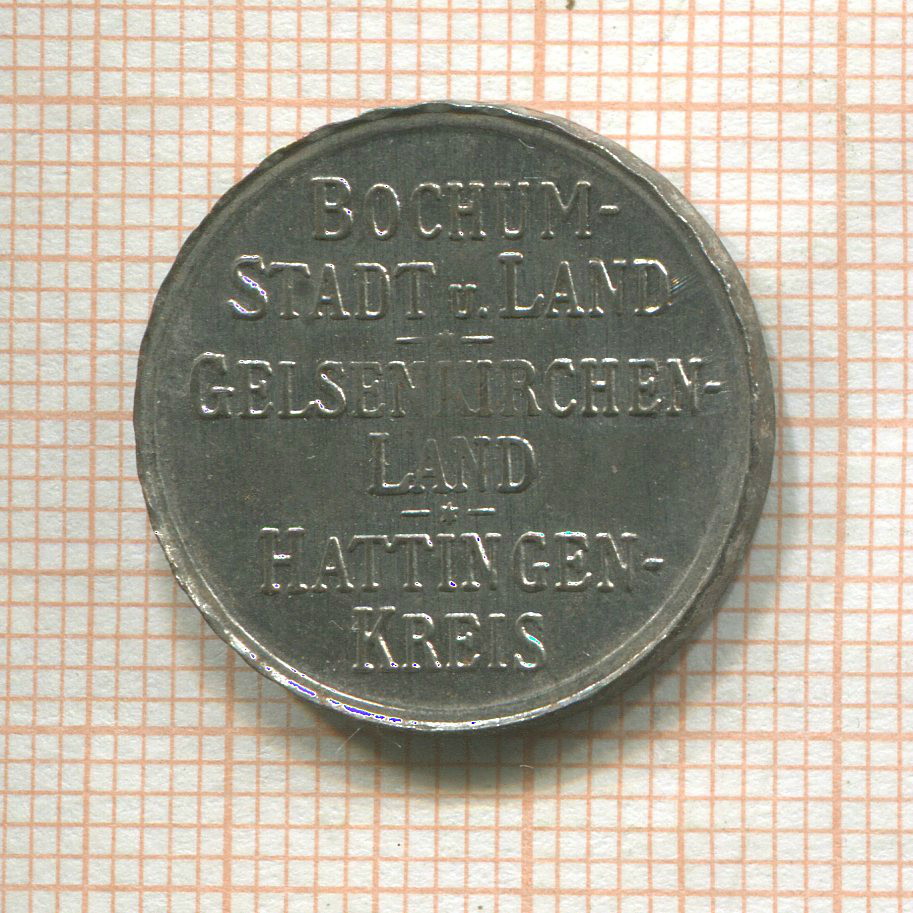 BOCHUM-
STADT u. LAND
GELSENKIRCHEN-
LAND
HATTINGEN-
KREIS